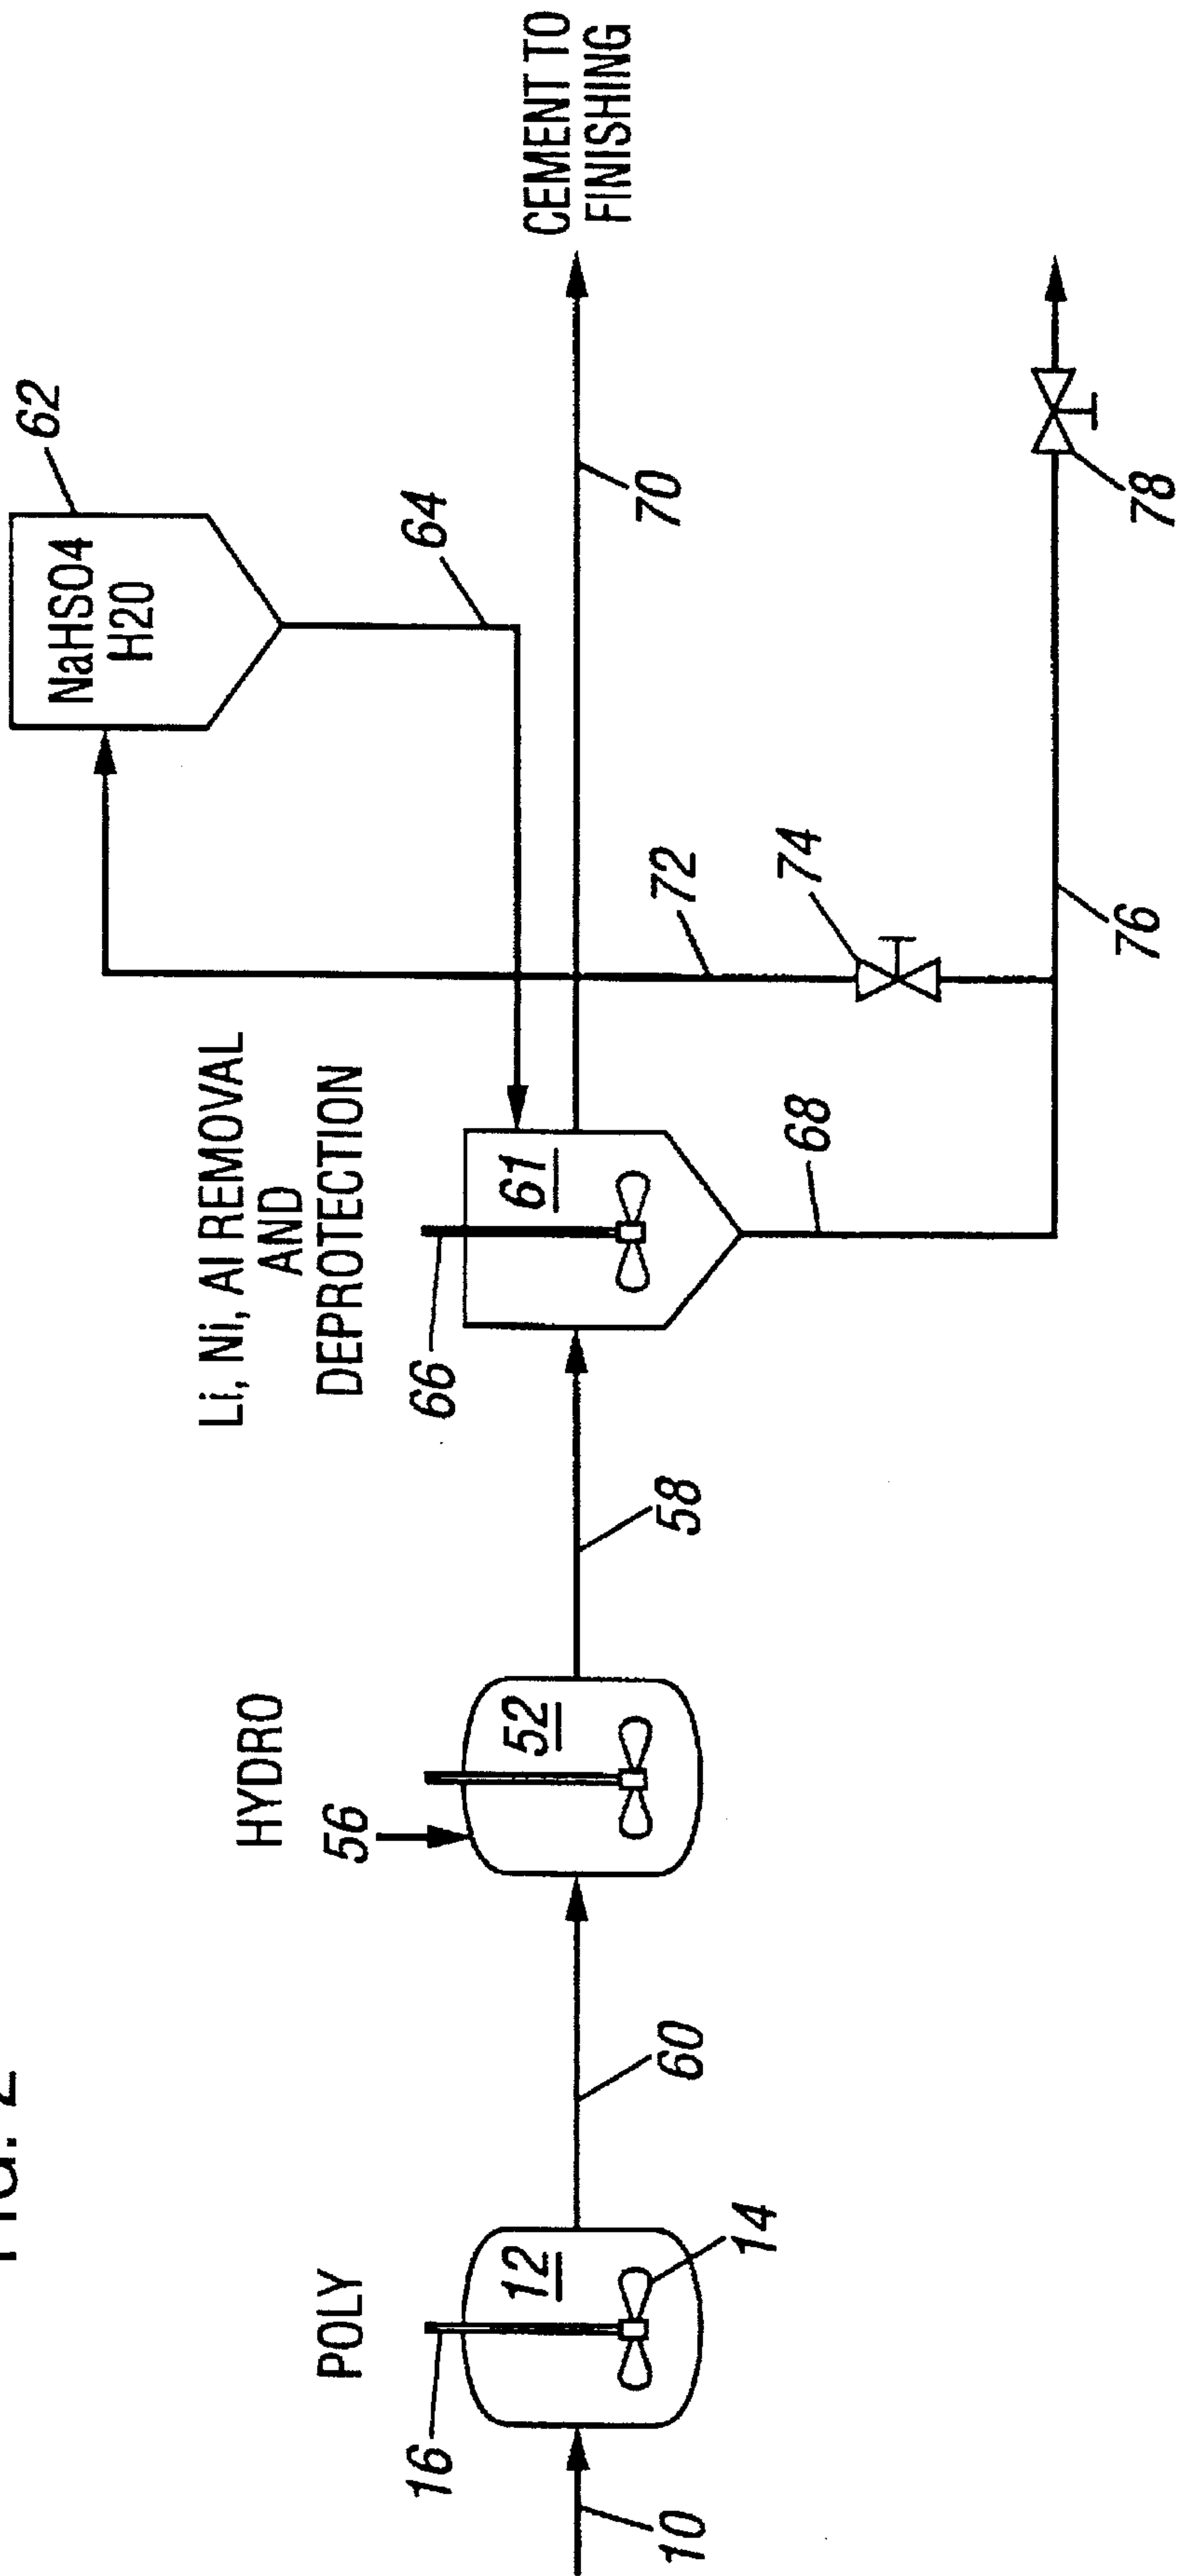 FIG. 2
POLY
16
12
14
10
60
HYDRO
56
52
58
Li, Ni, Al REMOVAL
AND
DEPROTECTION
66
61
68
NaHSO4
H20
62
64
CEMENT TO
FINISHING
70
72
74
76
78